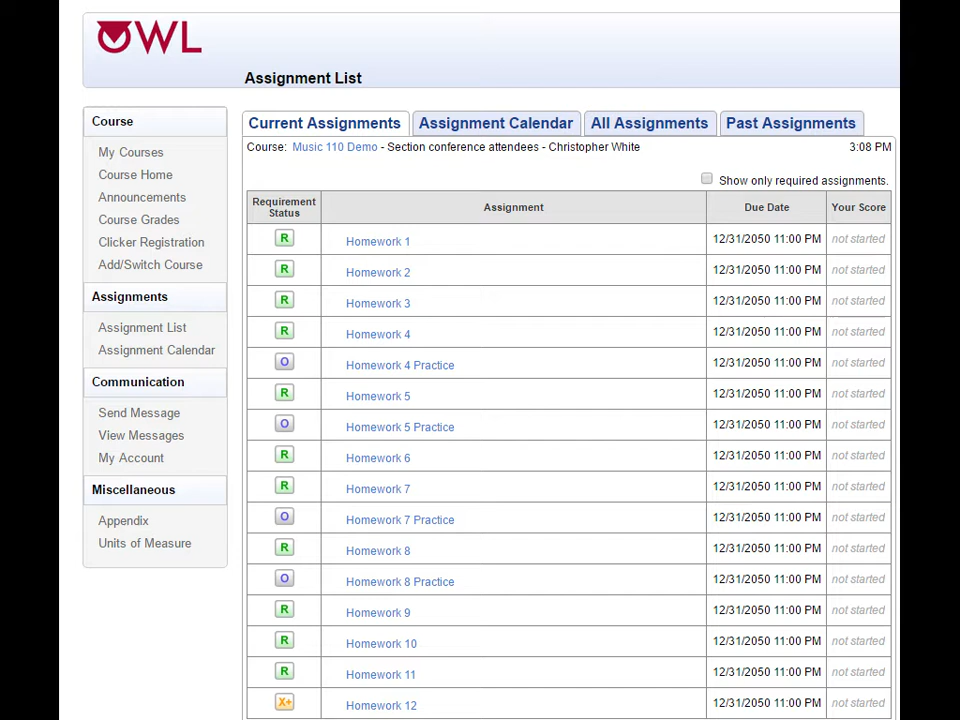 OWL
Assignment List
Course
My Courses
Course Home
Announcements
Course Grades
Clicker Registration
Add/Switch Course
Assignments
Assignment List
Assignment Calendar
Communication
Send Message
View Messages
My Account
Miscellaneous
Appendix
Units of Measure
Current Assignments Assignment Calendar All Assignments Past Assignments
Course: Music 110 Demo - Section conference attendees - Christopher White 3:08 PM
Show only required assignments.
Requirement Status Assignment Due Date Your Score
R Homework 1 12/31/2050 11:00 PM not started
R Homework 2 12/31/2050 11:00 PM not started
R Homework 3 12/31/2050 11:00 PM not started
R Homework 4 12/31/2050 11:00 PM not started
O Homework 4 Practice 12/31/2050 11:00 PM not started
R Homework 5 12/31/2050 11:00 PM not started
O Homework 5 Practice 12/31/2050 11:00 PM not started
R Homework 6 12/31/2050 11:00 PM not started
R Homework 7 12/31/2050 11:00 PM not started
O Homework 7 Practice 12/31/2050 11:00 PM not started
R Homework 8 12/31/2050 11:00 PM not started
O Homework 8 Practice 12/31/2050 11:00 PM not started
R Homework 9 12/31/2050 11:00 PM not started
R Homework 10 12/31/2050 11:00 PM not started
R Homework 11 12/31/2050 11:00 PM not started
X+ Homework 12 12/31/2050 11:00 PM not started